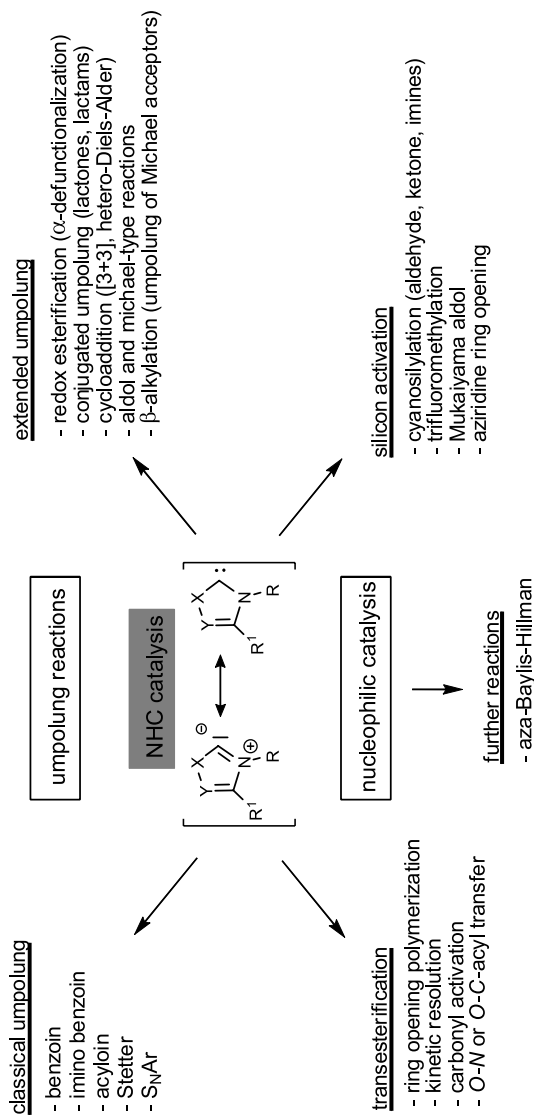 classical umpolung
- benzoin
- imino benzoin
- acyloin
- Stetter
- SNAr
umpolung reactions
extended umpolung
- redox esterification (α-defunctionalization)
- conjugated umpolung (lactones, lactams)
- cycloaddition ([3+3], hetero-Diels-Alder)
- aldol and michael-type reactions
- β-alkylation (umpolung of Michael acceptors)
NHC catalysis
Y X ⊖
R1 N ⊕ R
Y X :
R1 N R
nucleophilic catalysis
transesterification
- ring opening polymerization
- kinetic resolution
- carbonyl activation
- O-N or O-C-acyl transfer
further reactions
- aza-Baylis-Hillman
silicon activation
- cyanosilylation (aldehyde, ketone, imines)
- trifluoromethylation
- Mukaiyama aldol
- aziridine ring opening